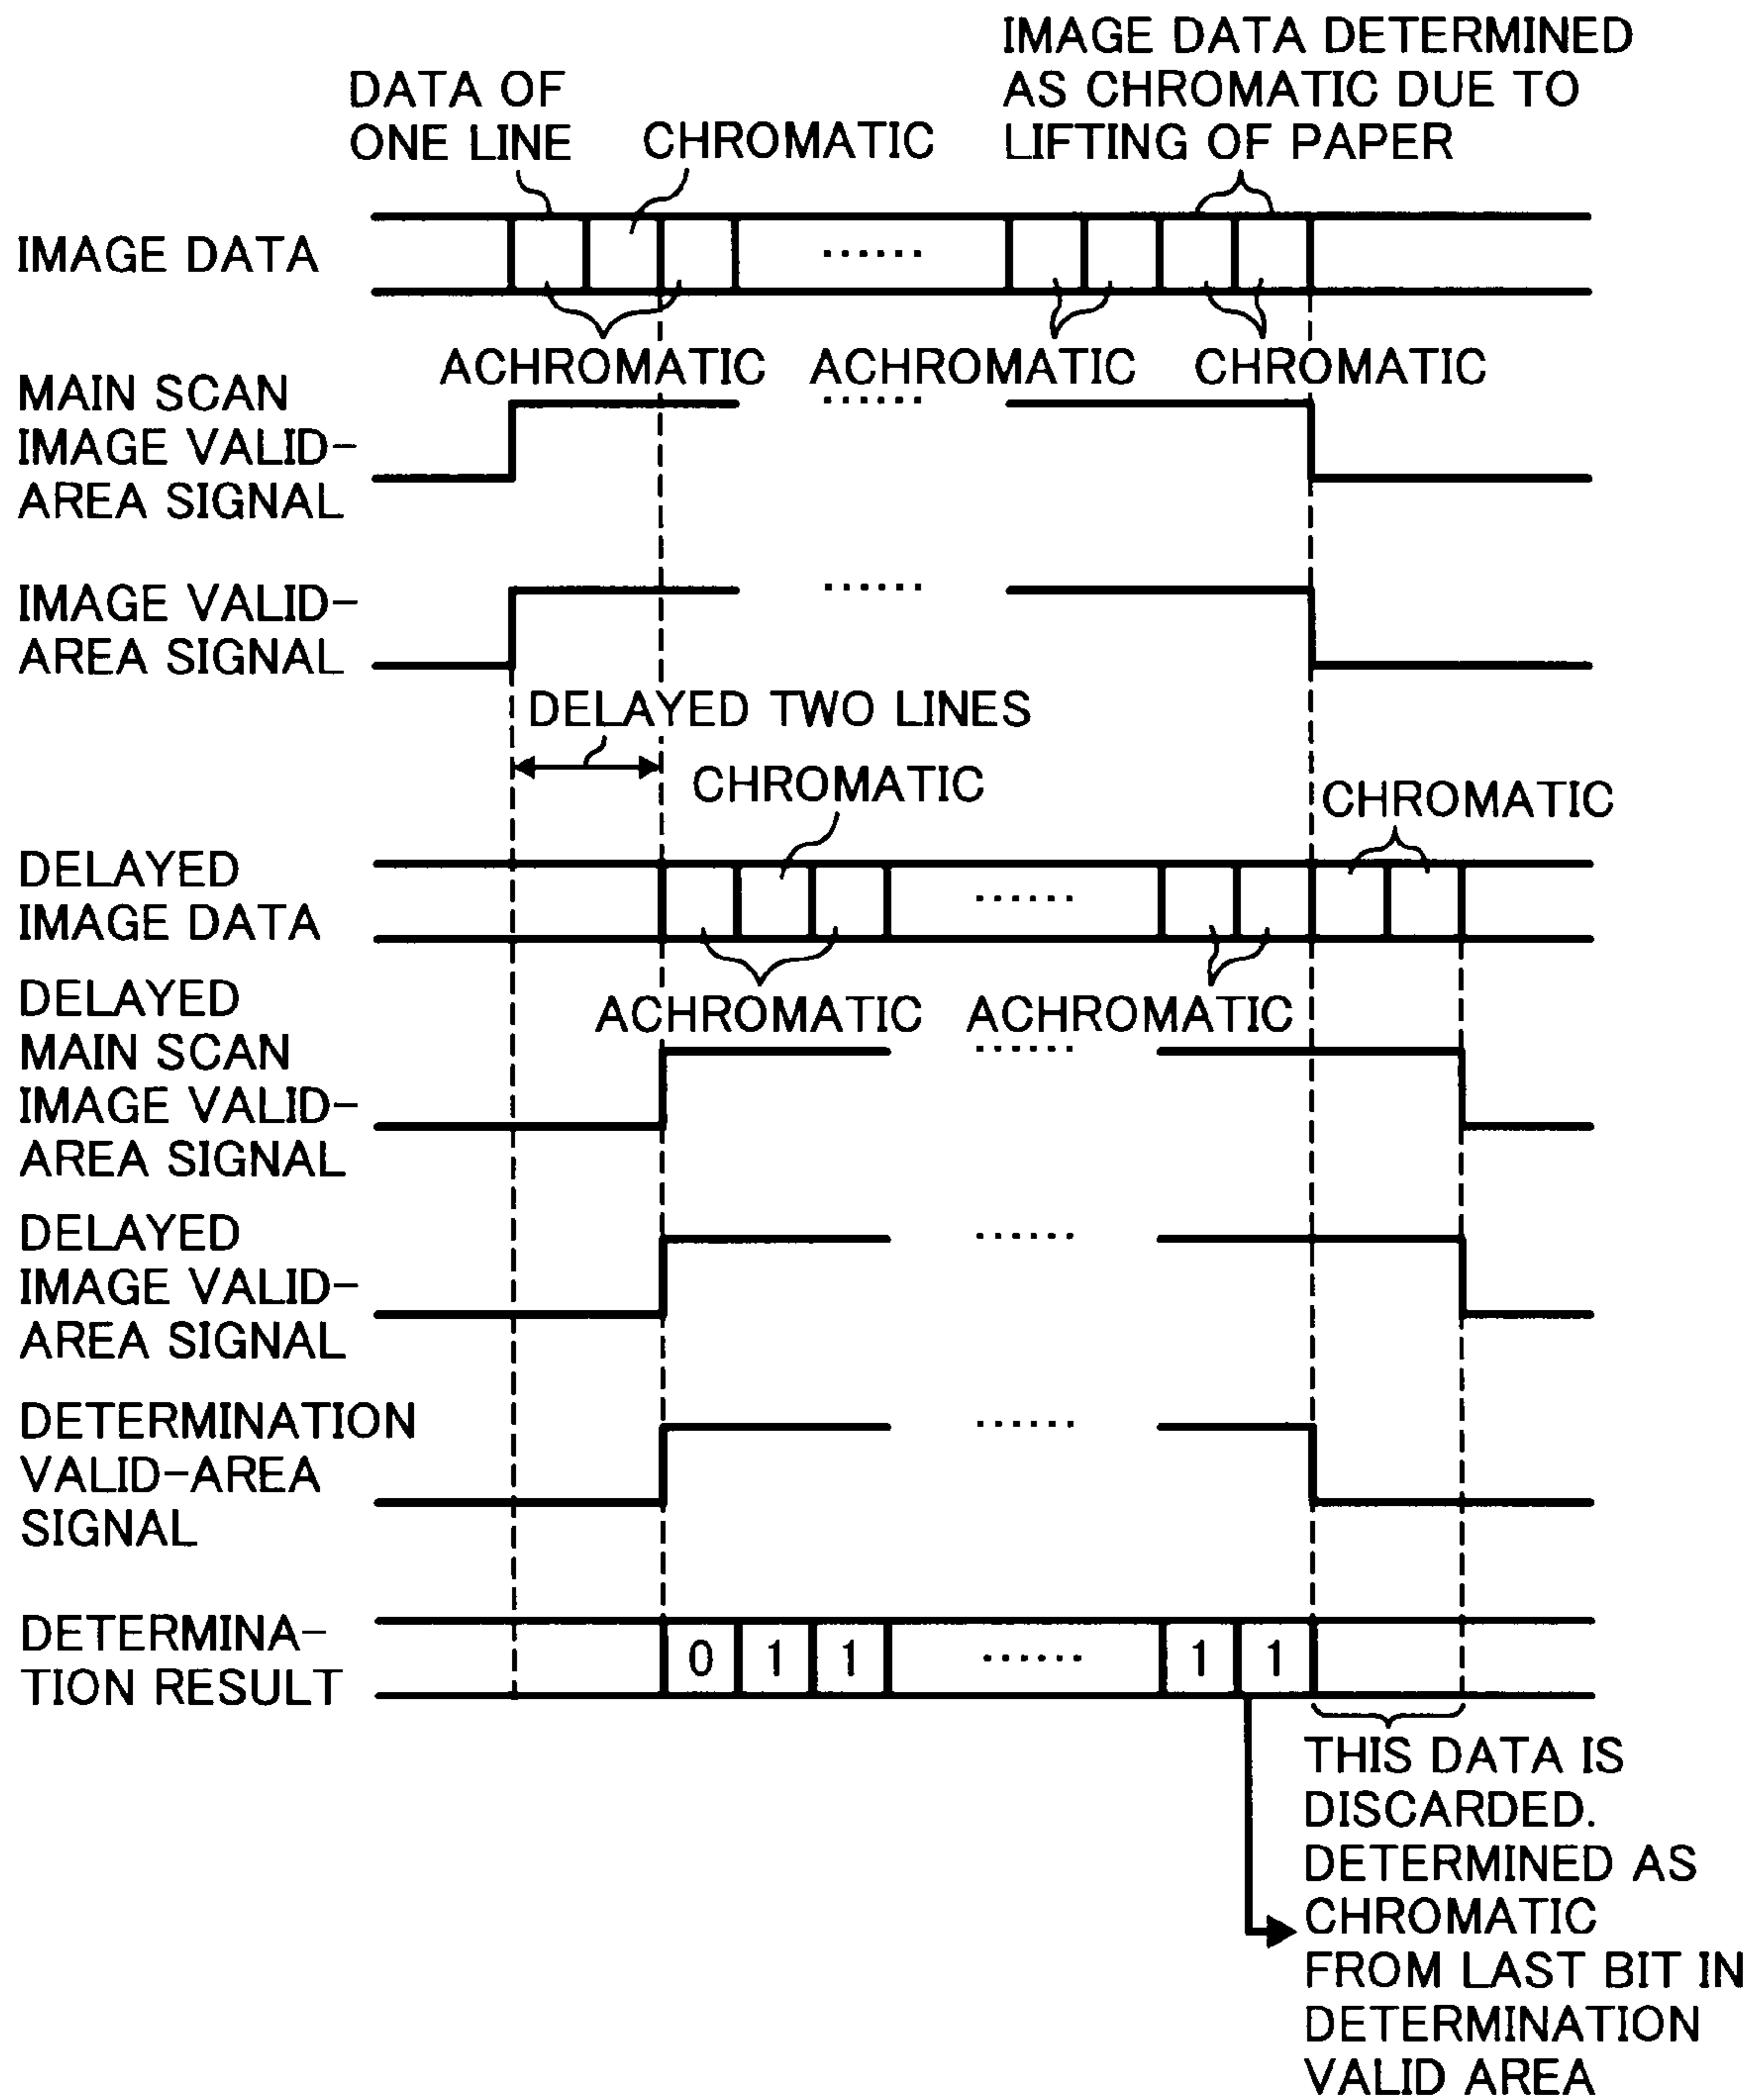 IMAGE DATA DETERMINED
AS CHROMATIC DUE TO
LIFTING OF PAPER
DATA OF
ONE LINE
CHROMATIC
IMAGE DATA
ACHROMATIC
ACHROMATIC
CHROMATIC
MAIN SCAN
IMAGE VALID-
AREA SIGNAL
IMAGE VALID-
AREA SIGNAL
DELAYED TWO LINES
CHROMATIC
CHROMATIC
DELAYED
IMAGE DATA
ACHROMATIC
ACHROMATIC
DELAYED
MAIN SCAN
IMAGE VALID-
AREA SIGNAL
DELAYED
IMAGE VALID-
AREA SIGNAL
DETERMINATION
VALID-AREA
SIGNAL
DETERMINA-
TION RESULT
0 1 1 ...... 1 1
THIS DATA IS
DISCARDED.
DETERMINED AS
CHROMATIC
FROM LAST BIT IN
DETERMINATION
VALID AREA